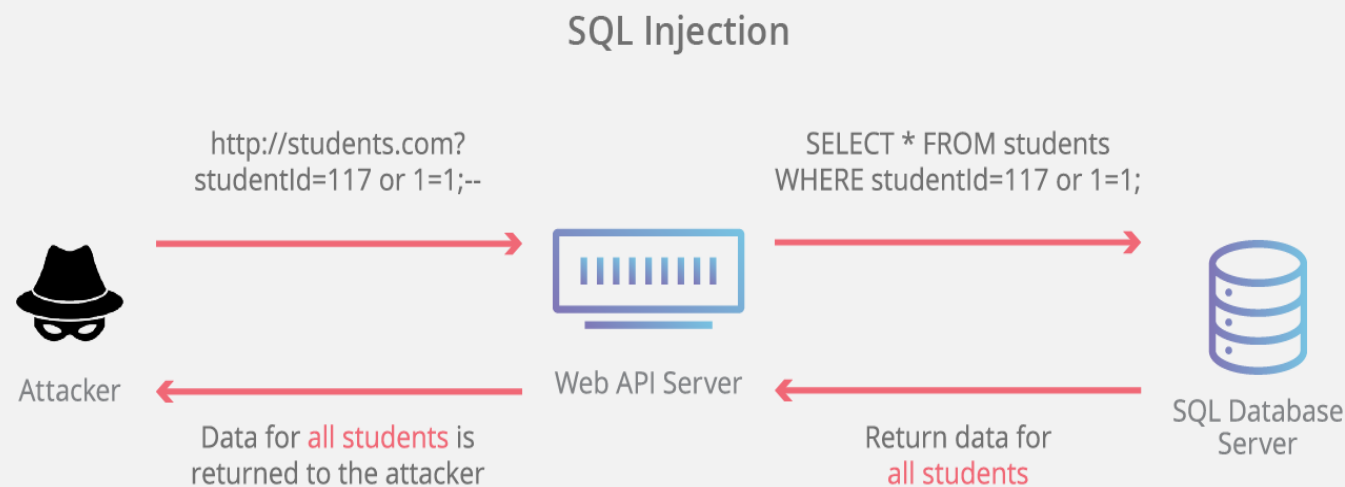 SQL Injection
http://students.com?
studentId=117 or 1=1;--
SELECT * FROM students
WHERE studentId=117 or 1=1;
Attacker
Web API Server
SQL Database
Server
Data for all students is
returned to the attacker
Return data for
all students